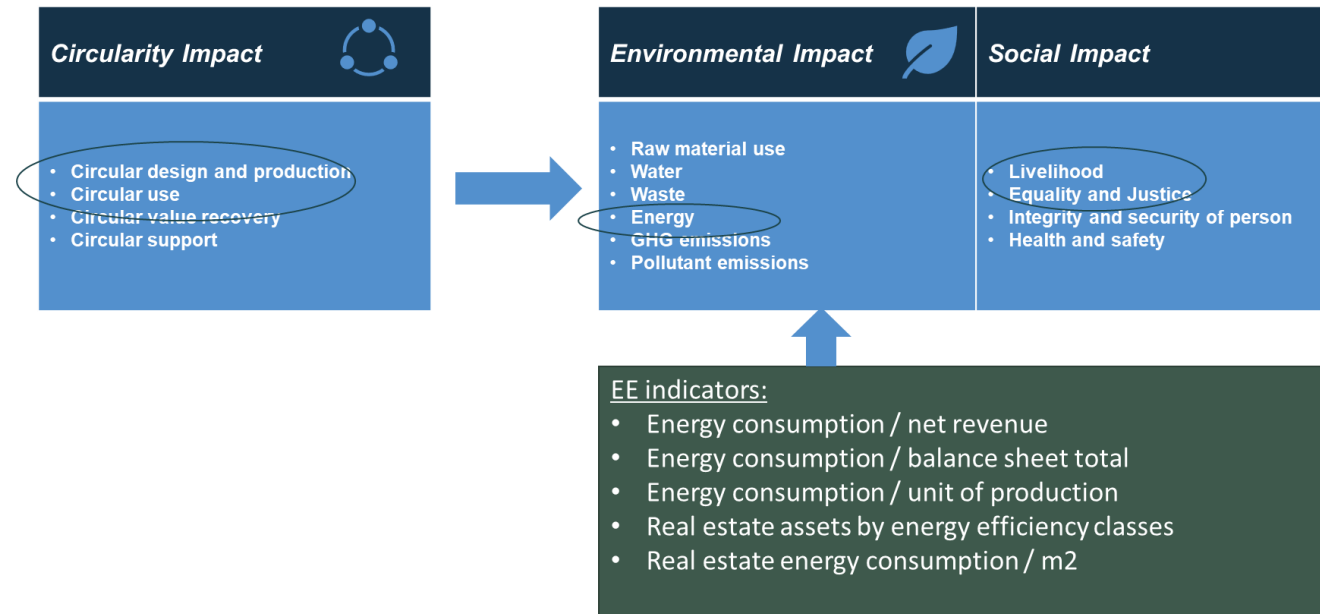 Circularity Impact
• Circular design and production
• Circular use
• Circular value recovery
• Circular support
Environmental Impact
• Raw material use
• Water
• Waste
• Energy
• GHG emissions
• Pollutant emissions
Social Impact
• Livelihood
• Equality and Justice
• Integrity and security of person
• Health and safety
EE indicators:
• Energy consumption / net revenue
• Energy consumption / balance sheet total
• Energy consumption / unit of production
• Real estate assets by energy efficiency classes
• Real estate energy consumption / m2